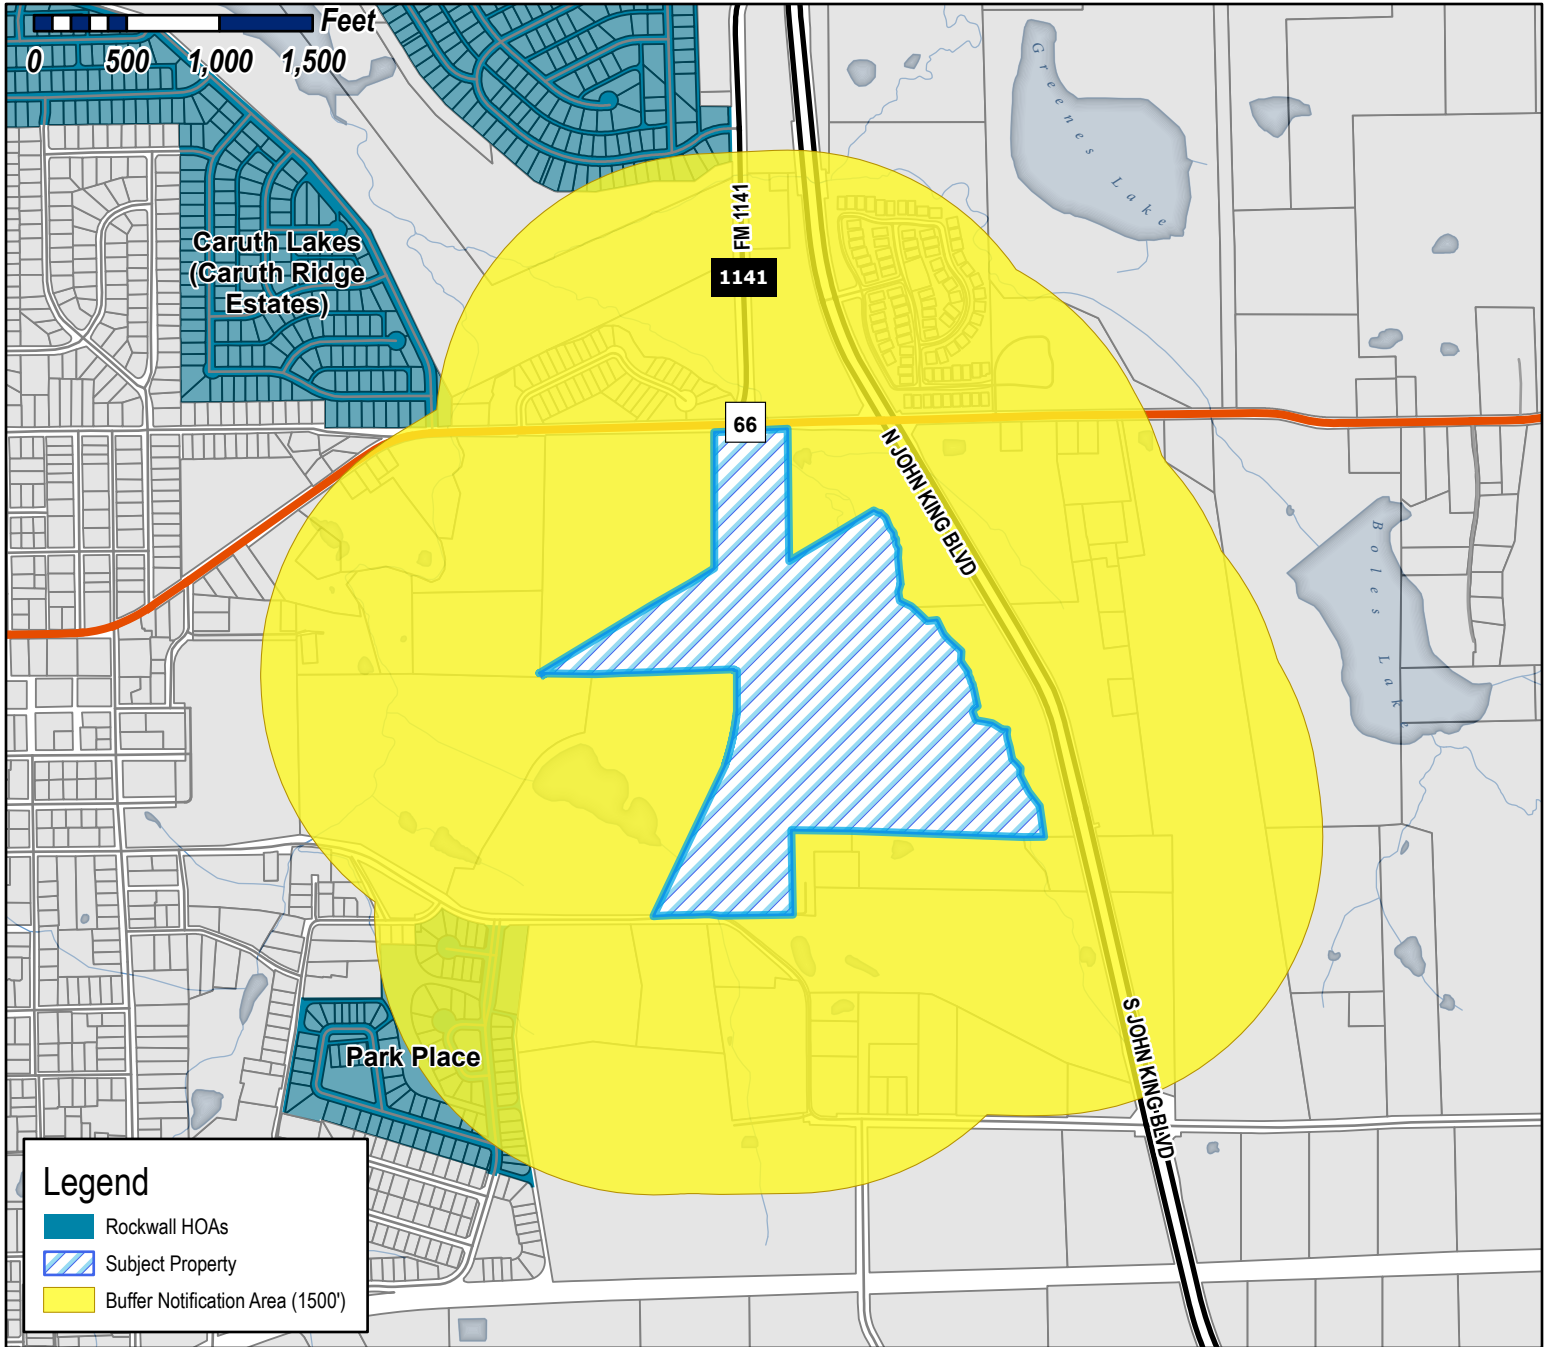 Feet
0 500 1,000 1,500
Greenes Lake
Caruth Lakes
(Caruth Ridge
Estates)
FM 1141
1141
66
N JOHN KING BLVD
Boles Lake
Park Place
S JOHN KING BLVD
Legend
Rockwall HOAs
Subject Property
Buffer Notification Area (1500')